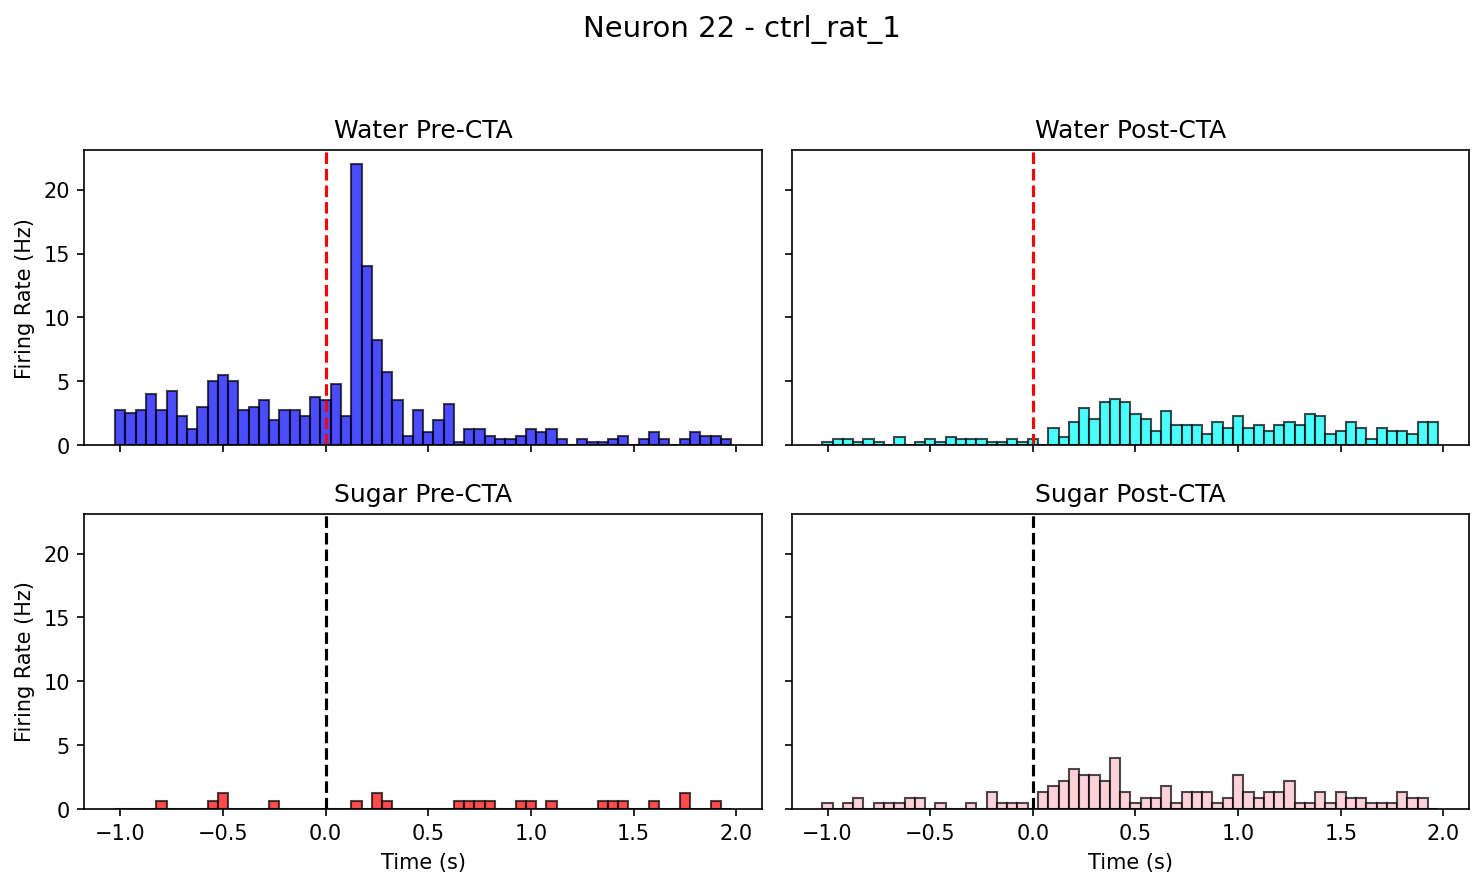 Neuron 22 - ctrl_rat_1
Water Pre-CTA
Water Post-CTA
Firing Rate (Hz)
20
15
10
5
0
Sugar Pre-CTA
Sugar Post-CTA
Firing Rate (Hz)
20
15
10
5
0
−1.0 −0.5 0.0 0.5 1.0 1.5 2.0
−1.0 −0.5 0.0 0.5 1.0 1.5 2.0
Time (s)
Time (s)